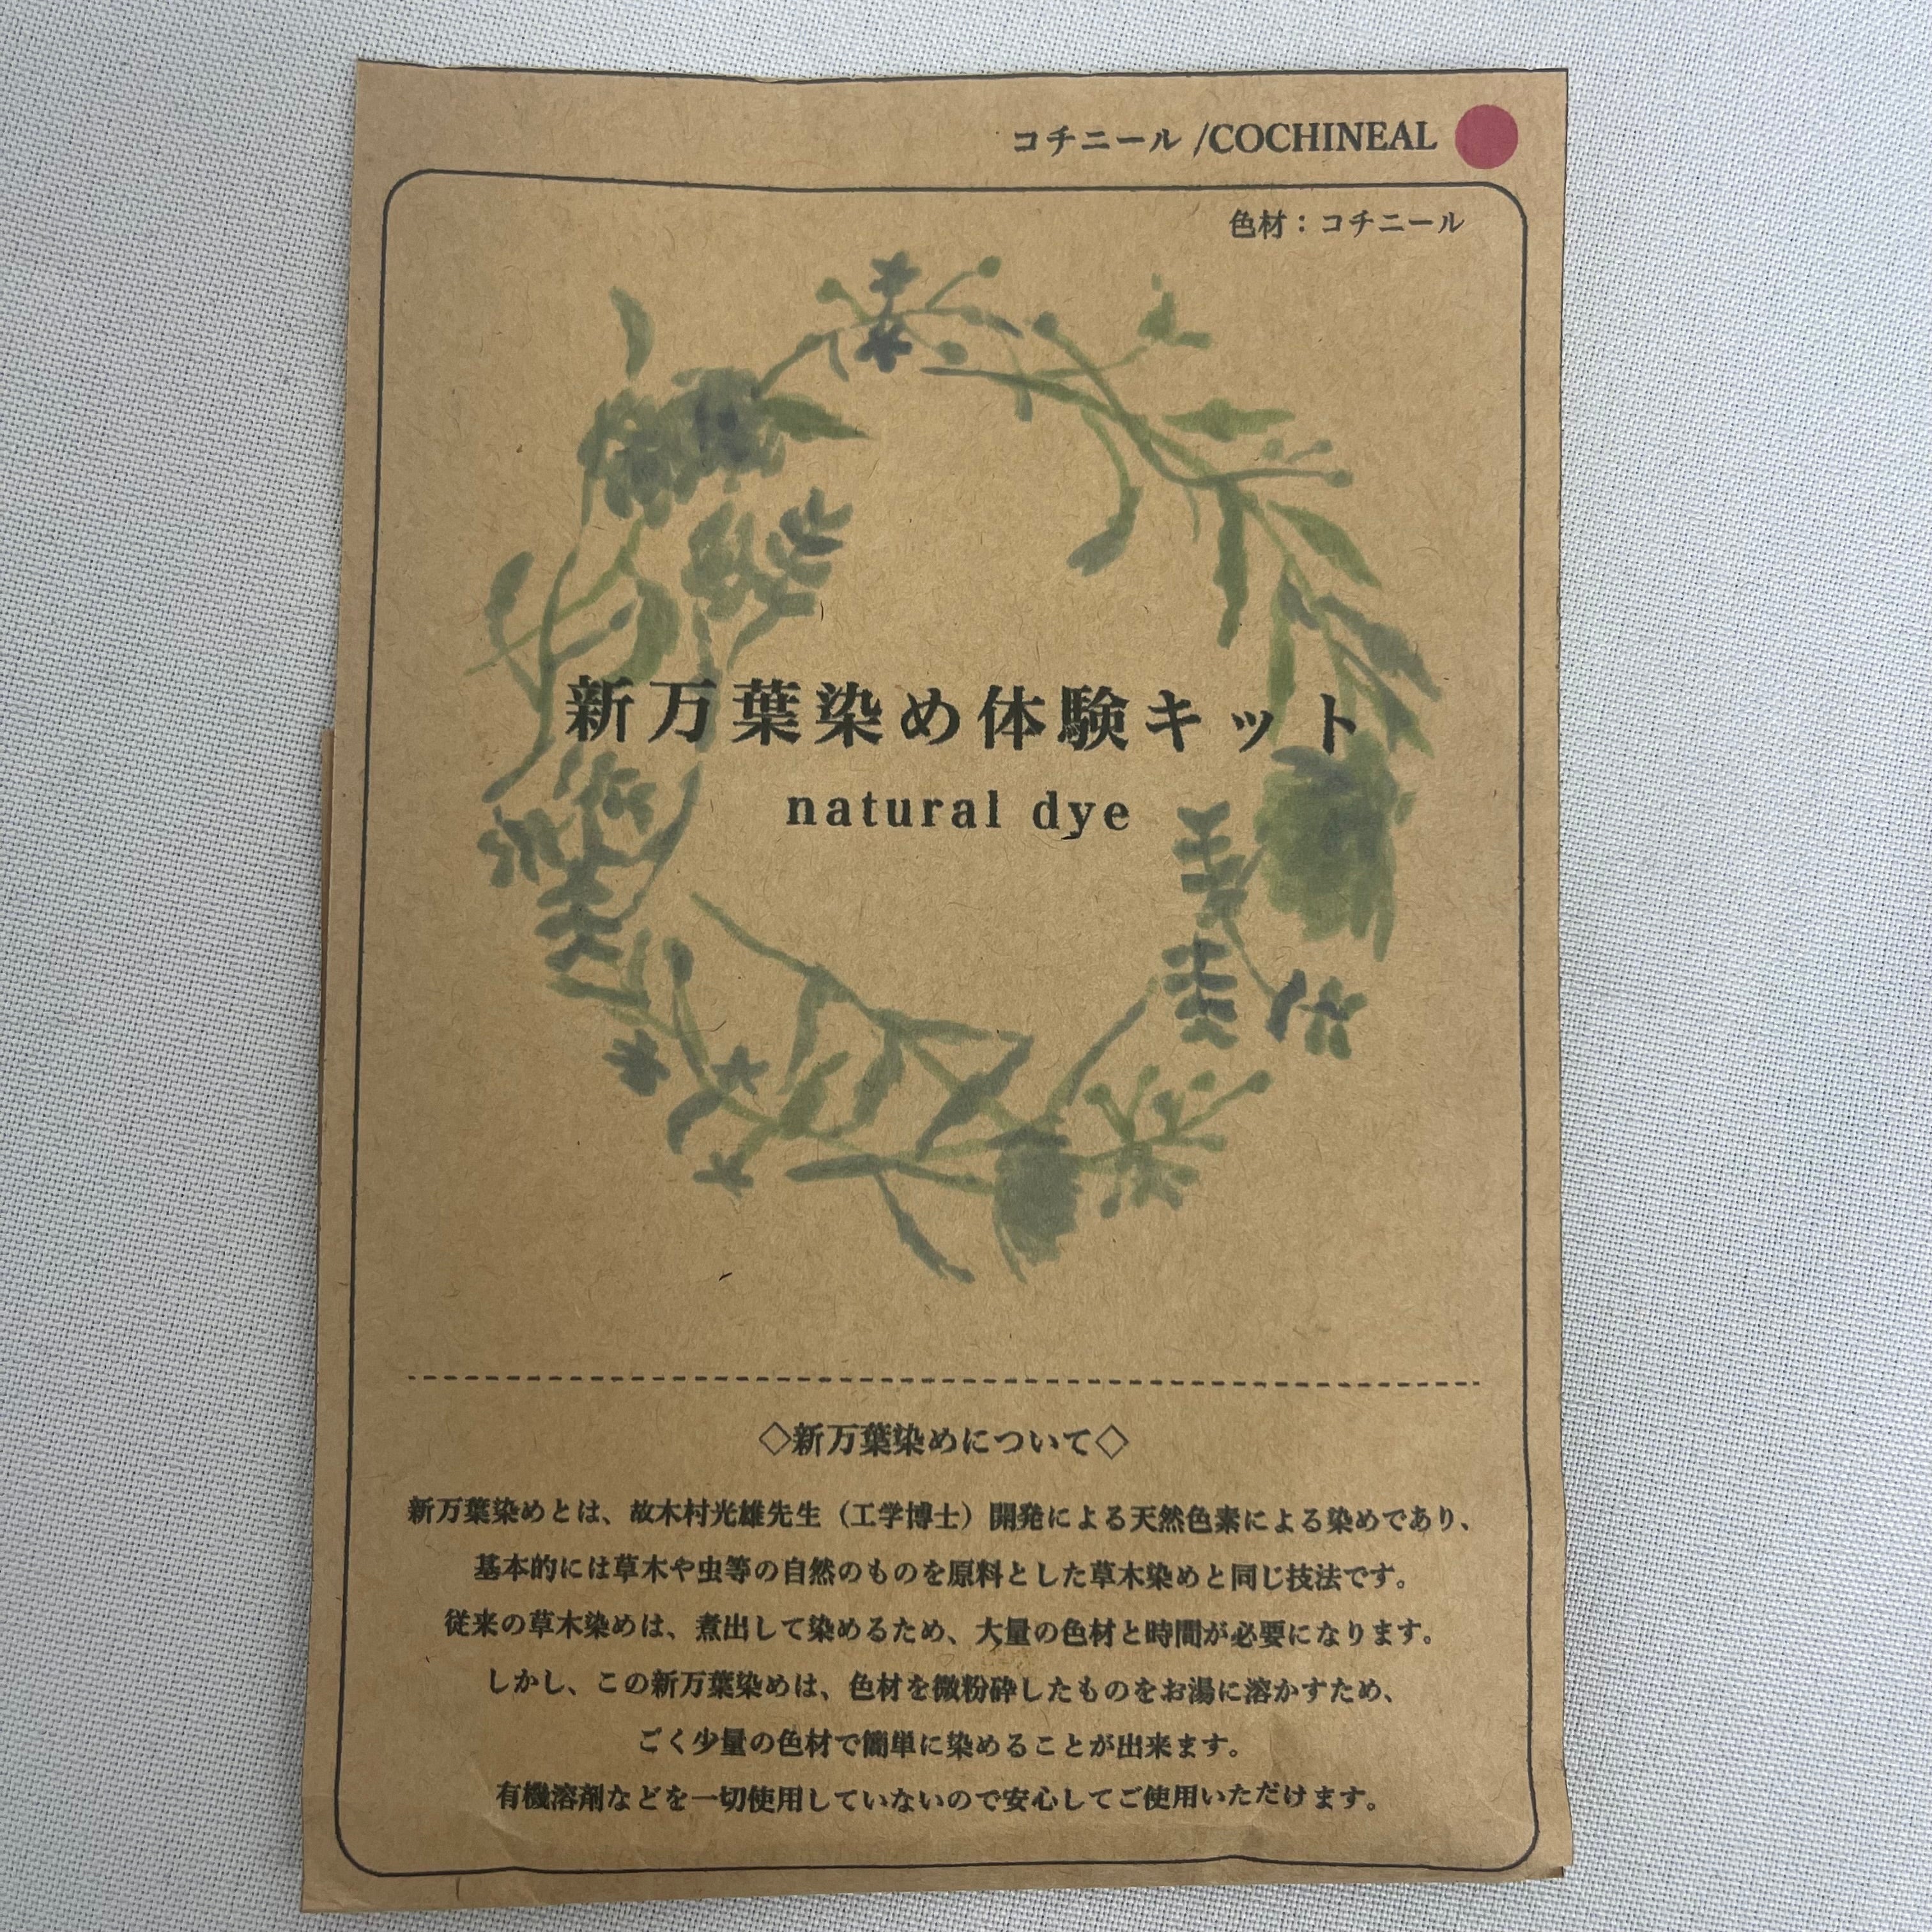 コチニール /COCHINEAL
色材：コチニール
新万葉染め体験キット
natural dye
◇新万葉染めについて◇
新万葉染めとは、故木村光雄先生（工学博士）開発による天然色素による染めであり、
基本的には草木や虫等の自然のものを原料とした草木染めと同じ技法です。
従来の草木染めは、煮出して染めるため、大量の色材と時間が必要になります。
しかし、この新万葉染めは、色材を微粉砕したものをお湯に溶かすため、
ごく少量の色材で簡単に染めることが出来ます。
有機溶剤などを一切使用していないので安心してご使用いただけます。